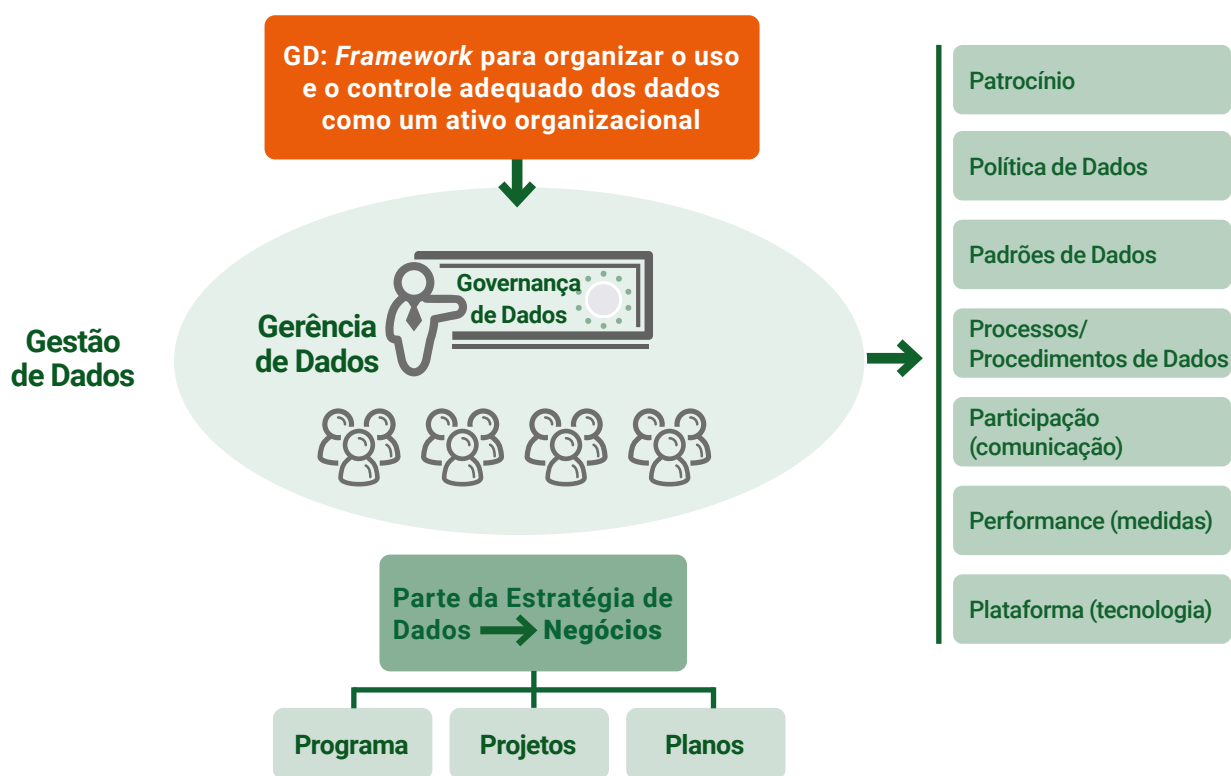 GD: Framework para organizar o uso
e o controle adequado dos dados
como um ativo organizacional
Gestão
de Dados
Gerência
de Dados
Governança
de Dados
Parte da Estratégia de
Dados → Negócios
Programa
Projetos
Planos
Patrocínio
Política de Dados
Padrões de Dados
Processos/
Procedimentos de Dados
Participação
(comunicação)
Performance (medidas)
Plataforma (tecnologia)